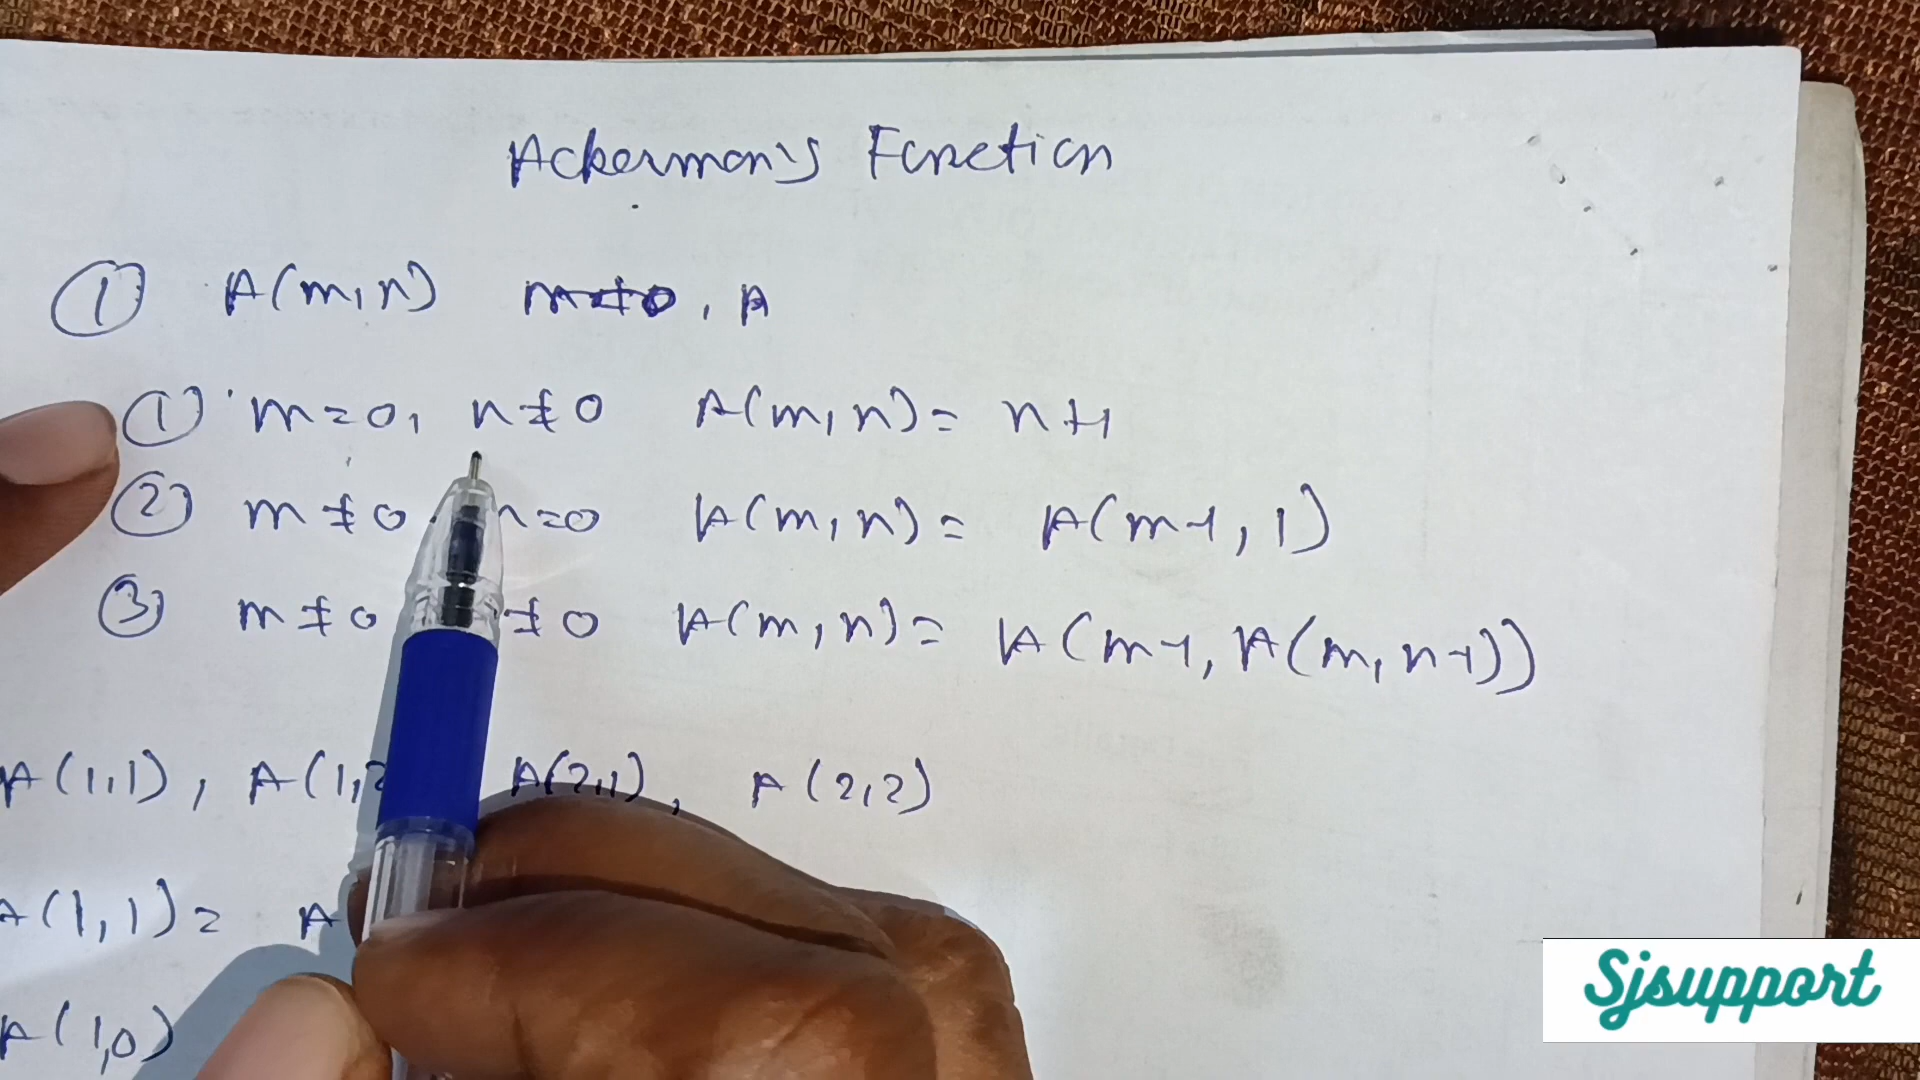 Ackerman's Function
① A(m,n) m≠0, A
① m=0, n≠0 A(m,n)= n+1
② m≠0 n=0 A(m,n)= A(m-1, 1)
③ m≠0 ≠0 A(m,n)= A(m-1, A(m,n-1))
A(1,1), A(1,2 A(2,1), A(2,2)
A(1,1)= A
A(1,0)
Sjsupport